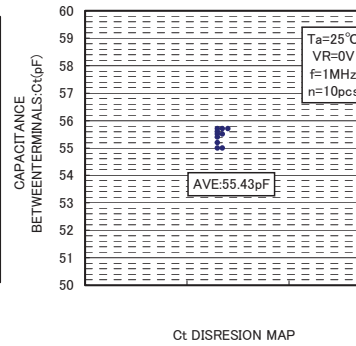 60
59
58
57
56
55
54
53
52
51
50
CAPACITANCE
BETWEENTERMINALS:Ct(pF)
Ta=25℃
VR=0V
f=1MHz
n=10pcs
AVE:55.43pF
Ct DISRESION MAP